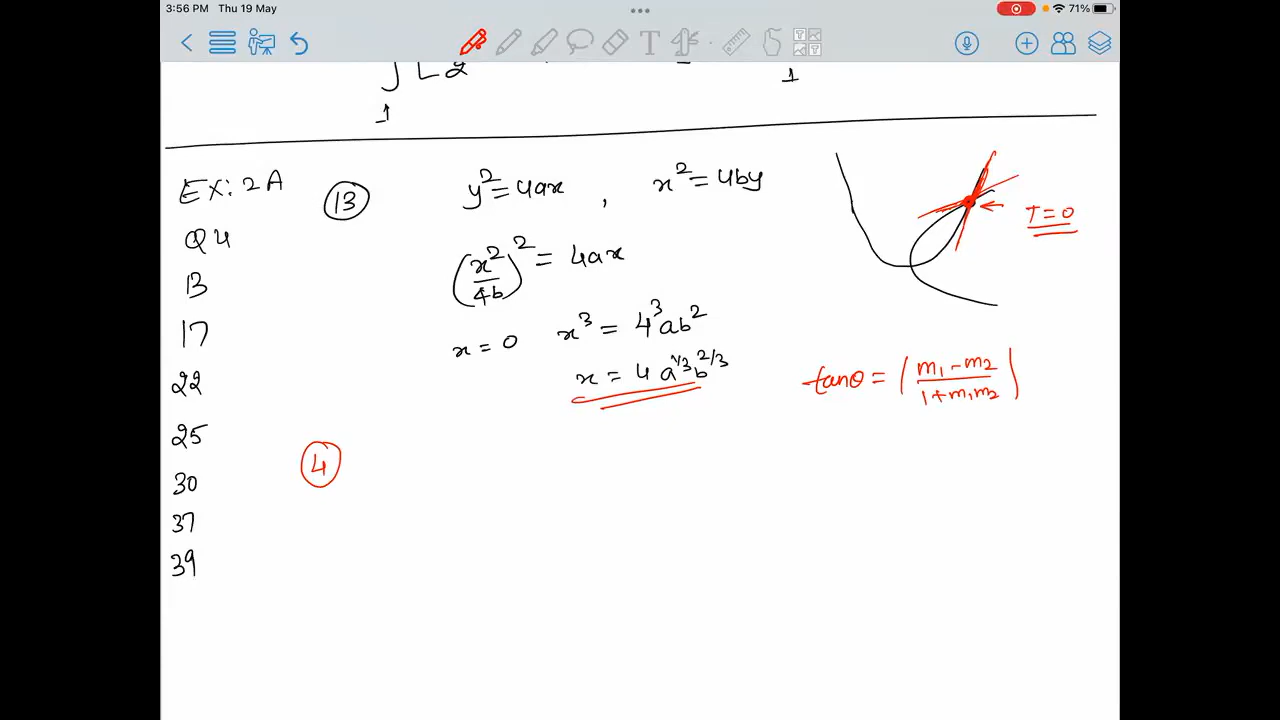 3:56 PM Thu 19 May
71%
T
1
1
EX: 2A
Q4
13
17
22
25
30
37
39
13
y² = 4ax , x² = 4by
(x²/4b)² = 4ax
x = 0 x³ = 4³ab²
x = 4 a^1/3 b^2/3
T = 0
tanθ = |m₁ - m₂ / 1 + m₁m₂|
4